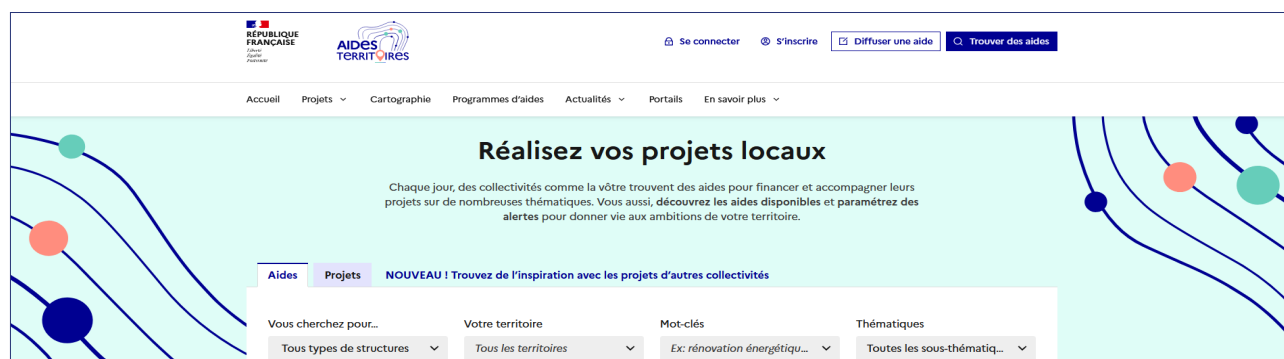 RÉPUBLIQUE
FRANÇAISE
Liberté
Égalité
Fraternité
AIDES
TERRITOIRES
Se connecter
S'inscrire
Diffuser une aide
Trouver des aides
Accueil
Projets
Cartographie
Programmes d'aides
Actualités
Portails
En savoir plus
Réalisez vos projets locaux
Chaque jour, des collectivités comme la vôtre trouvent des aides pour financer et accompagner leurs
projets sur de nombreuses thématiques. Vous aussi, découvrez les aides disponibles et paramétrez des
alertes pour donner vie aux ambitions de votre territoire.
Aides
Projets
NOUVEAU ! Trouvez de l'inspiration avec les projets d'autres collectivités
Vous cherchez pour...
Votre territoire
Mot-clés
Thématiques
Tous types de structures
Tous les territoires
Ex: rénovation énergétiqu...
Toutes les sous-thématiq...